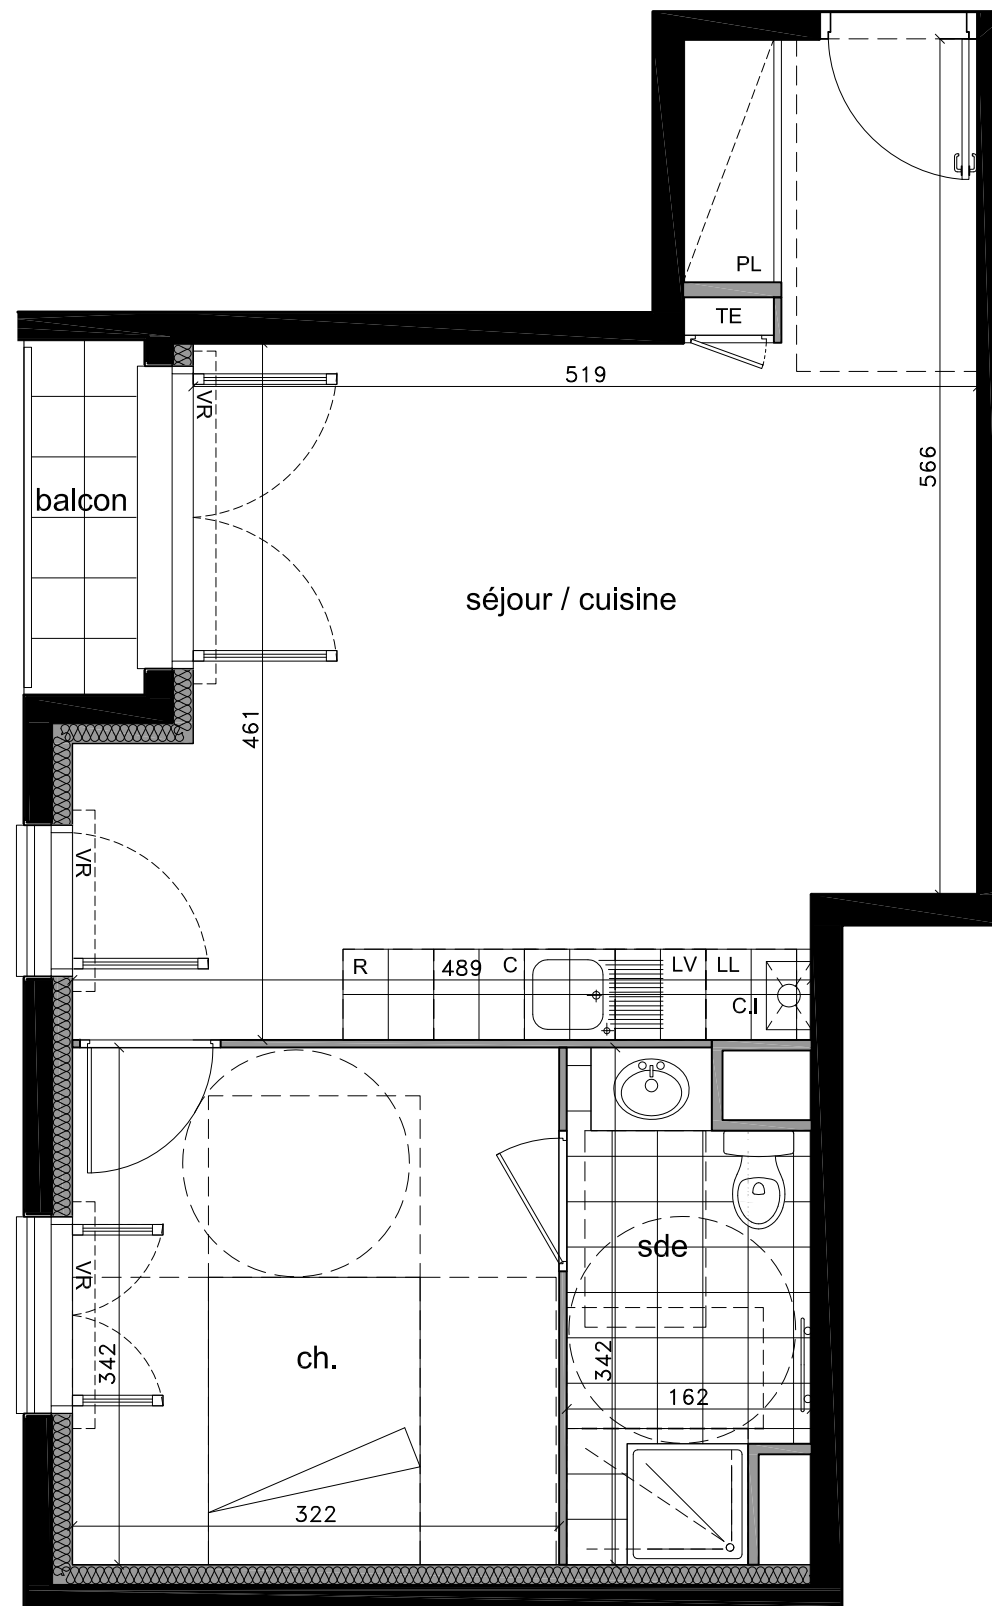 PL
TE
519
VR
566
balcon
séjour / cuisine
461
VR
R
489
C
LV
LL
C.I
sde
VR
342
ch.
342
162
322